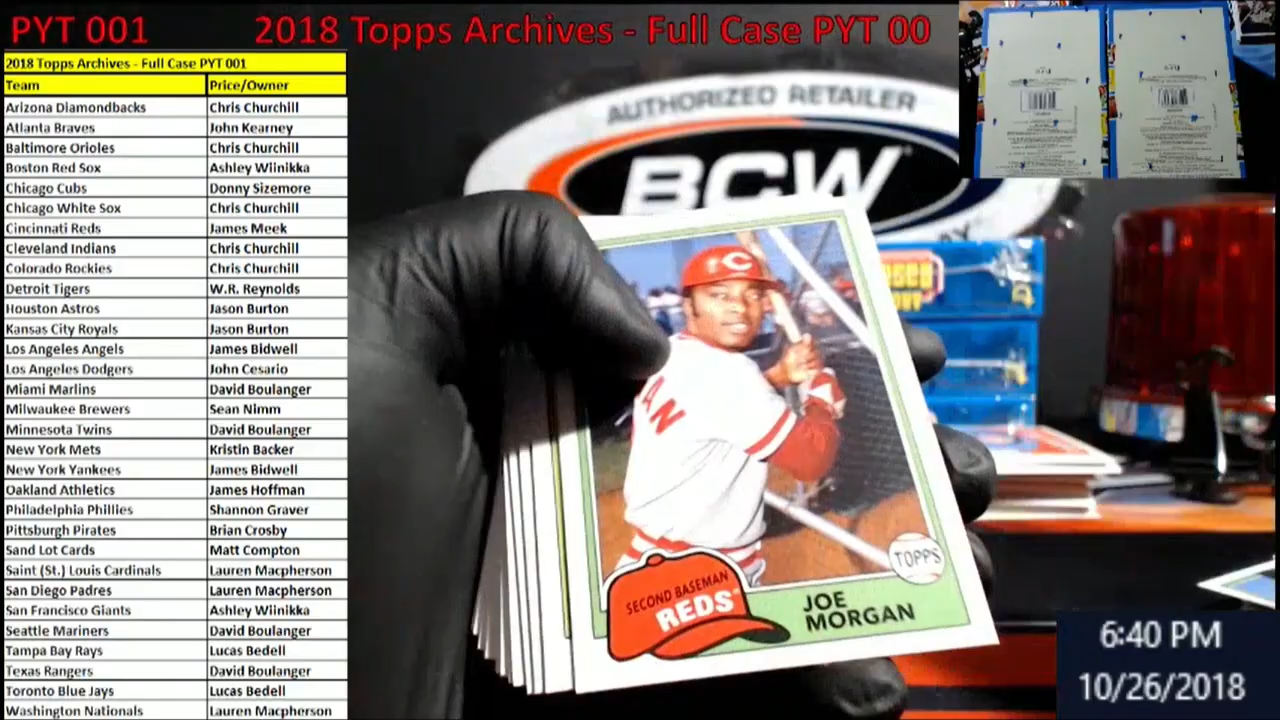 PYT 001
2018 Topps Archives - Full Case PYT 00
2018 Topps Archives - Full Case PYT 001
Team Price/Owner
Arizona Diamondbacks Chris Churchill
Atlanta Braves John Kearney
Baltimore Orioles Chris Churchill
Boston Red Sox Ashley Wiinikka
Chicago Cubs Donny Sizemore
Chicago White Sox Chris Churchill
Cincinnati Reds James Meek
Cleveland Indians Chris Churchill
Colorado Rockies Chris Churchill
Detroit Tigers W.R. Reynolds
Houston Astros Jason Burton
Kansas City Royals Jason Burton
Los Angeles Angels James Bidwell
Los Angeles Dodgers John Cesario
Miami Marlins David Boulanger
Milwaukee Brewers Sean Nimm
Minnesota Twins David Boulanger
New York Mets Kristin Backer
New York Yankees James Bidwell
Oakland Athletics James Hoffman
Philadelphia Phillies Shannon Graver
Pittsburgh Pirates Brian Crosby
Sand Lot Cards Matt Compton
Saint (St.) Louis Cardinals Lauren Macpherson
San Diego Padres Lauren Macpherson
San Francisco Giants Ashley Wiinikka
Seattle Mariners David Boulanger
Tampa Bay Rays Lucas Bedell
Texas Rangers David Boulanger
Toronto Blue Jays Lucas Bedell
Washington Nationals Lauren Macpherson
AUTHORIZED RETAILER
BCW
C
AN
TOPPS
SECOND BASEMAN
REDS
JOE
MORGAN
6:40 PM
10/26/2018